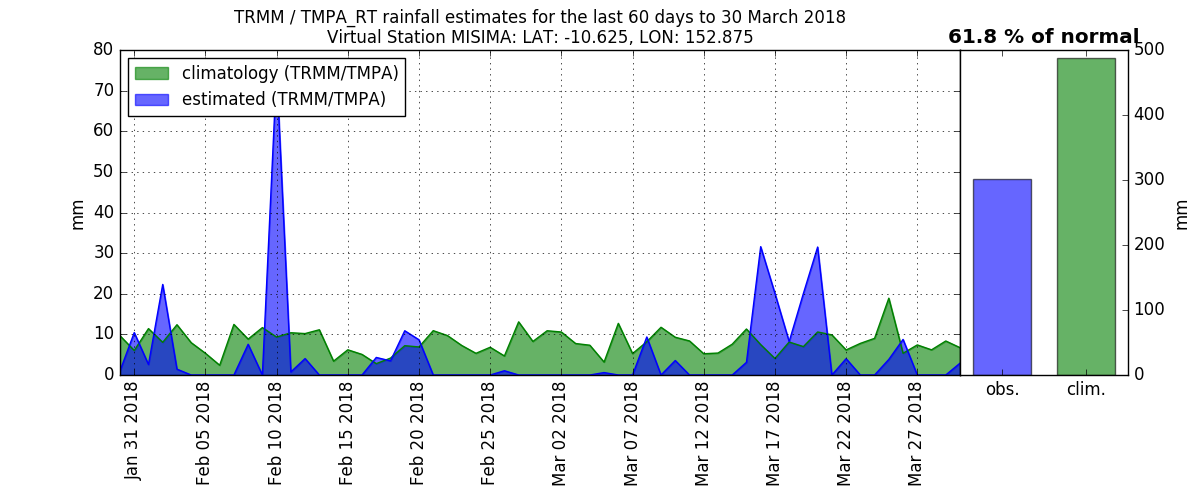 TRMM / TMPA_RT rainfall estimates for the last 60 days to 30 March 2018
Virtual Station MISIMA: LAT: -10.625, LON: 152.875
61.8 % of normal
climatology (TRMM/TMPA)
estimated (TRMM/TMPA)
mm
80
70
60
50
40
30
20
10
0
Jan 31 2018
Feb 05 2018
Feb 10 2018
Feb 15 2018
Feb 20 2018
Feb 25 2018
Mar 02 2018
Mar 07 2018
Mar 12 2018
Mar 17 2018
Mar 22 2018
Mar 27 2018
500
400
300
200
100
0
mm
obs.
clim.